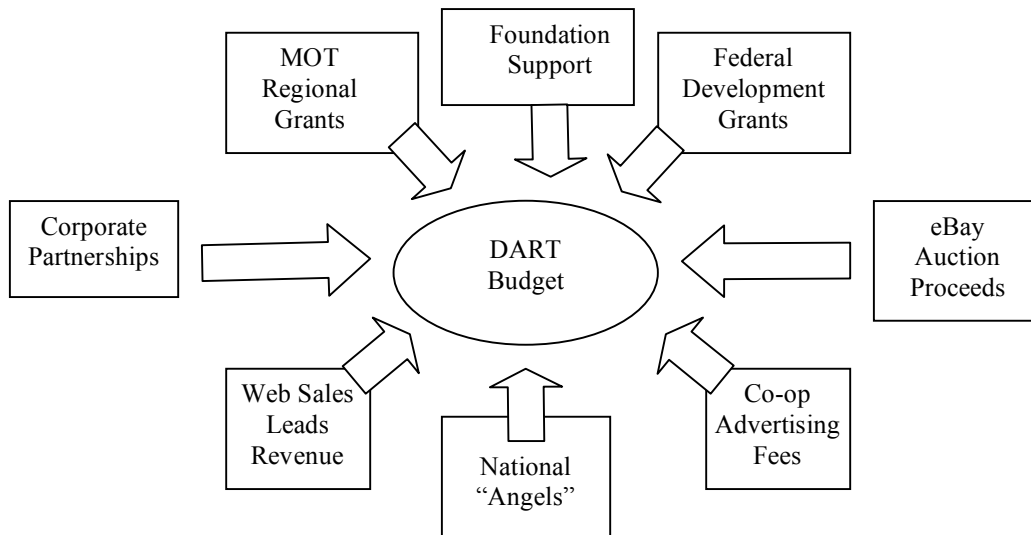 MOT
Regional
Grants
Foundation
Support
Federal
Development
Grants
Corporate
Partnerships
DART
Budget
eBay
Auction
Proceeds
Web Sales
Leads
Revenue
National
“Angels”
Co-op
Advertising
Fees